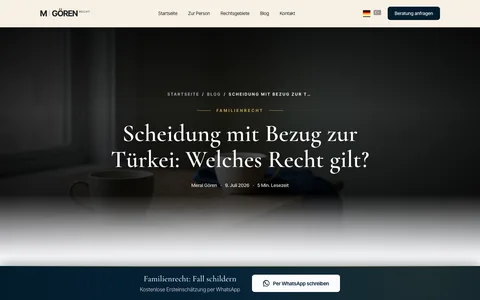 M GÖREN RECHT
Startseite Zur Person Rechtsgebiete Blog Kontakt
Beratung anfragen
STARTSEITE / BLOG / SCHEIDUNG MIT BEZUG ZUR T…
FAMILIENRECHT
Scheidung mit Bezug zur
Türkei: Welches Recht gilt?
Meral Gören · 9. Juli 2026 · 5 Min. Lesezeit
Familienrecht: Fall schildern
Kostenlose Ersteinschätzung per WhatsApp
Per WhatsApp schreiben